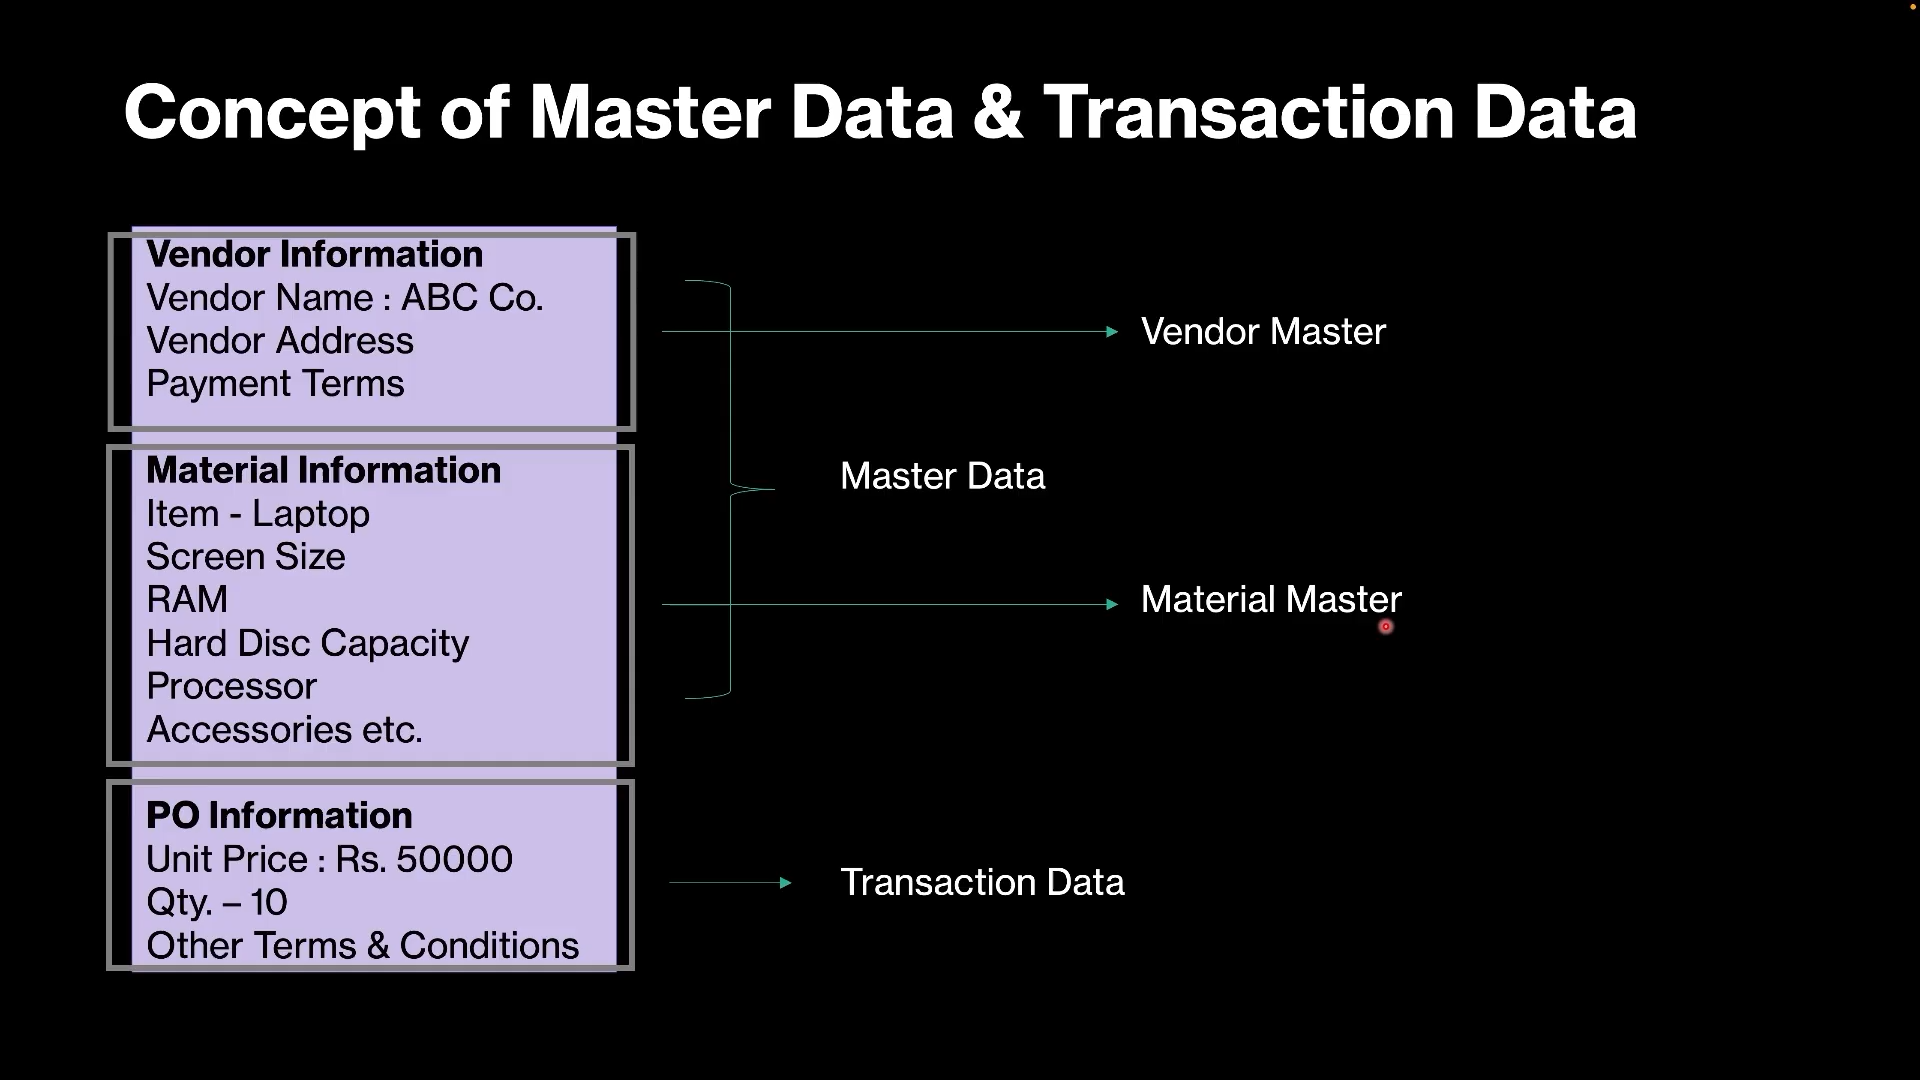 Concept of Master Data & Transaction Data
Vendor Information
Vendor Name : ABC Co.
Vendor Address
Payment Terms
Material Information
Item - Laptop
Screen Size
RAM
Hard Disc Capacity
Processor
Accessories etc.
PO Information
Unit Price : Rs. 50000
Qty. – 10
Other Terms & Conditions
Vendor Master
Master Data
Material Master
Transaction Data